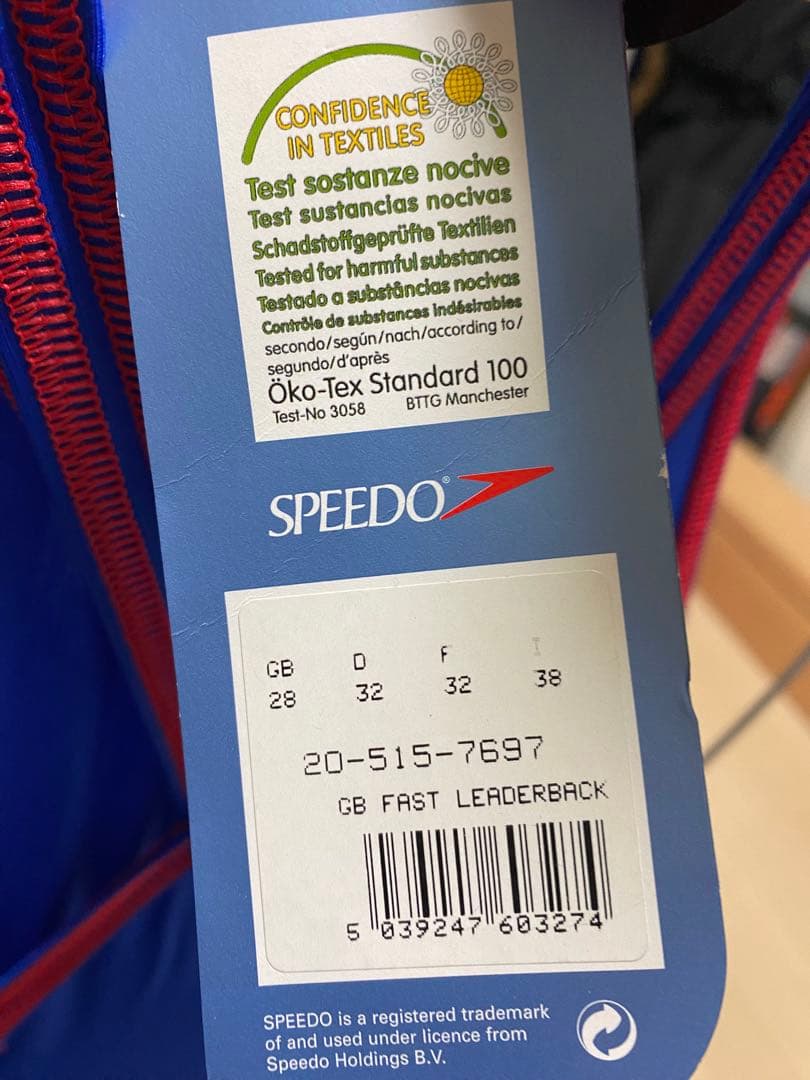 CONFIDENCE
IN TEXTILES
Test sostanze nocive
Test sustancias nocivas
Schadstoffgeprüfte Textilien
Tested for harmful substances
Testado a substâncias nocivas
Contrôle de substances indésirables
secondo/según/nach/according to/
segundo/d'après
Öko-Tex Standard 100
Test-No 3058 BTTG Manchester
SPEEDO®
GB D F I
28 32 32 38
20-515-7697
GB FAST LEADERBACK
5 039247 603274
SPEEDO is a registered trademark
of and used under licence from
Speedo Holdings B.V.